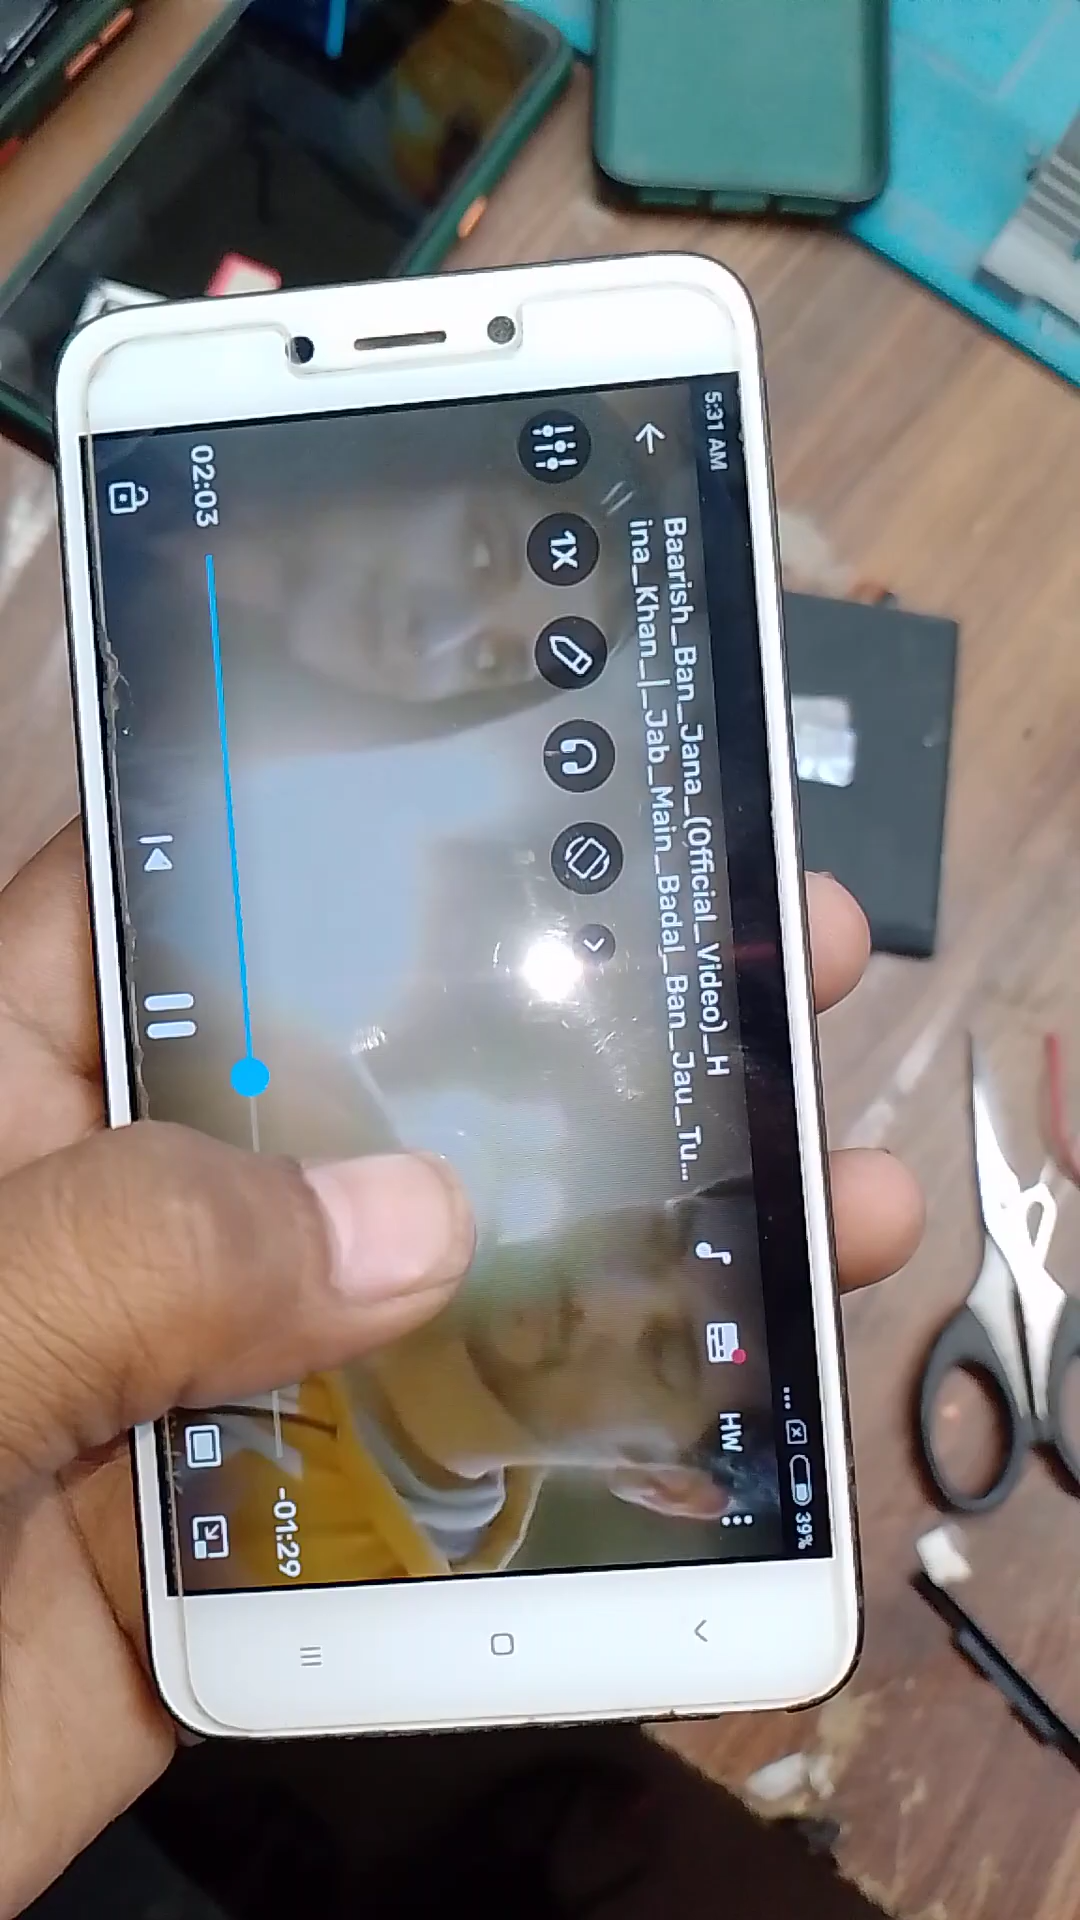 5:31 AM
39%
Baarish_Ban_Jana_(Official_Video)_H
ina_Khan_|_Jab_Main_Badal_Ban_Jau_Tu...
HW
1X
02:03
-01:29